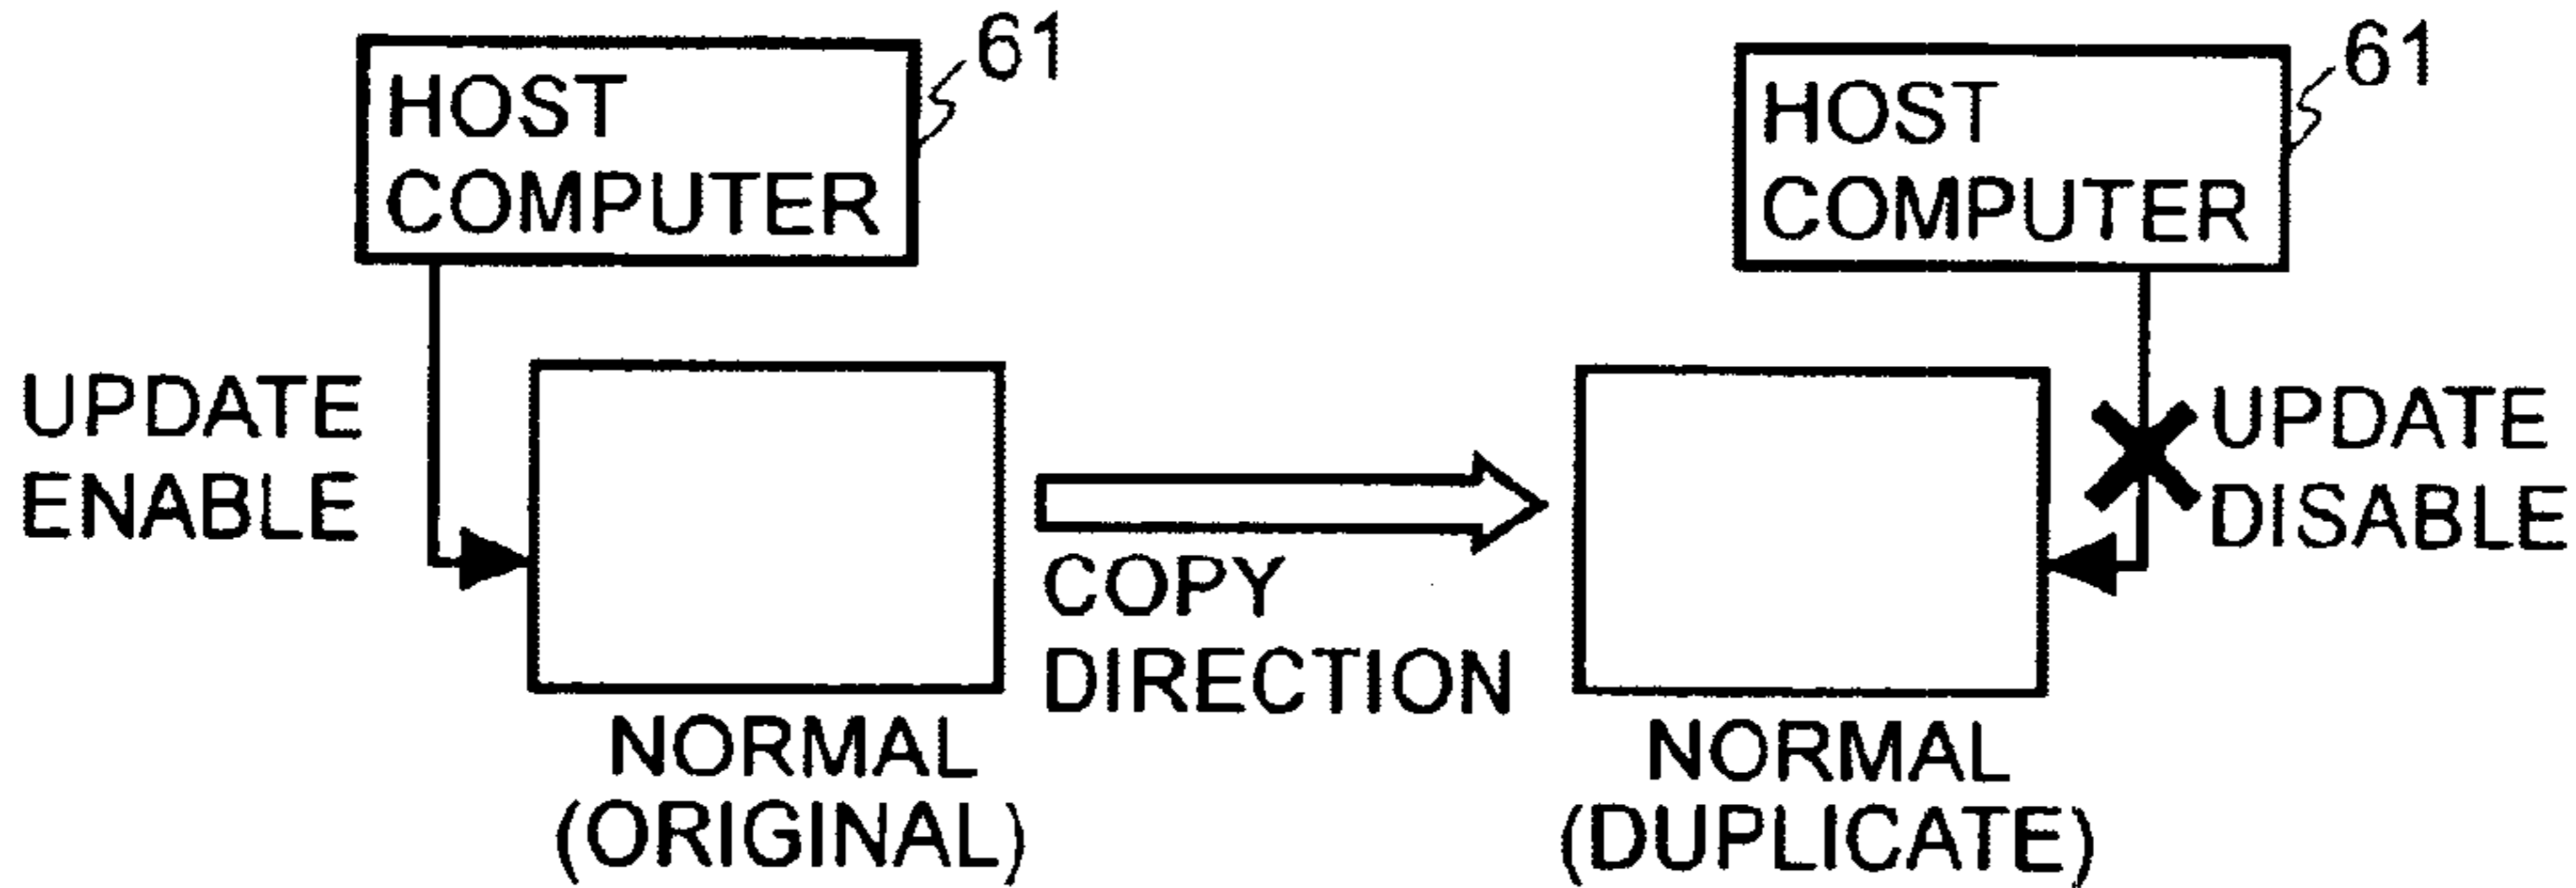 HOST
COMPUTER
61
HOST
COMPUTER
61
UPDATE
ENABLE
COPY
DIRECTION
UPDATE
DISABLE
NORMAL
(ORIGINAL)
NORMAL
(DUPLICATE)